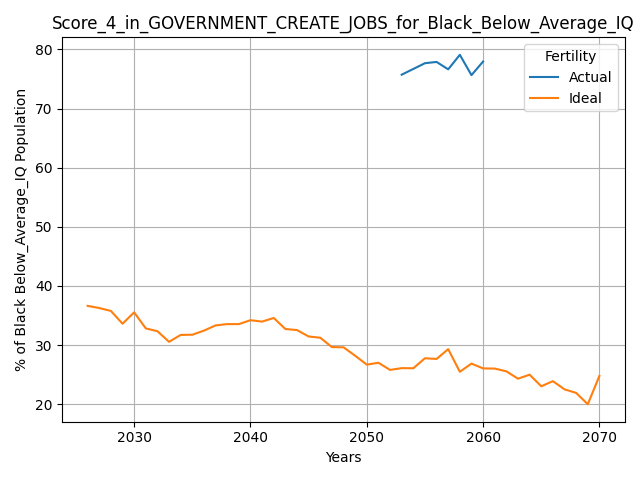 Score_4_in_GOVERNMENT_CREATE_JOBS_for_Black_Below_Average_IQ
Fertility
Actual
Ideal
% of Black Below_Average_IQ Population
80
70
60
50
40
30
20
2030
2040
2050
2060
2070
Years